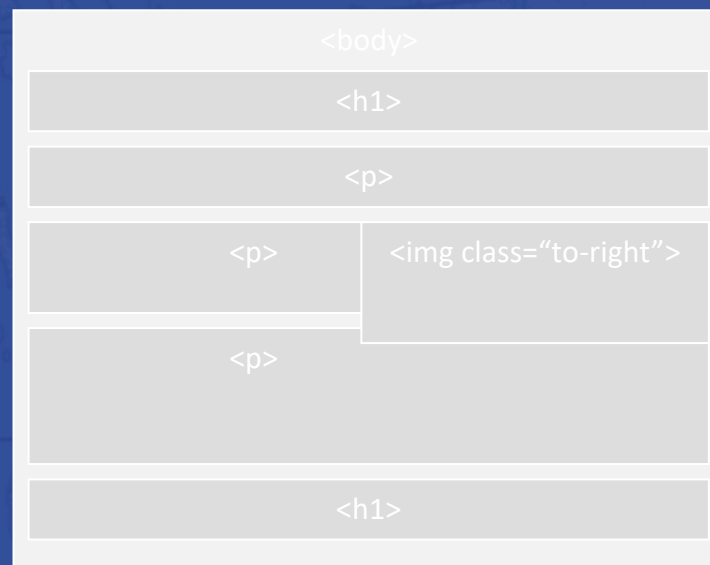 <body>
<h1>
<p>
<p>
<img class=“to-right”>
<p>
<h1>